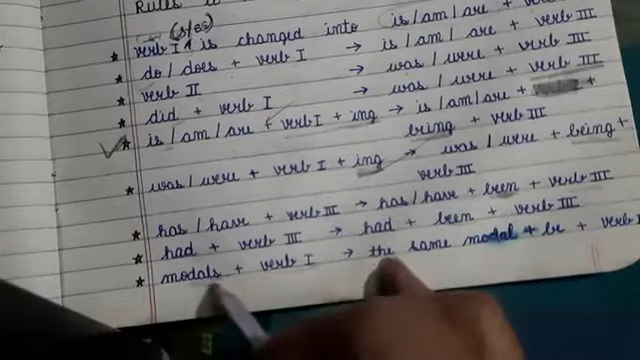 Rules
(s/es)
* verb I ^ is changed into is/am/are + verb III
* do/does + verb I → is/am/are + verb III
* verb II → was/were + verb III
* did + verb I → was/were + verb III
* is/am/are + verb I + ing → is/am/are +
being + verb III
* was/were + verb I + ing → was/were + being +
verb III
* has/have + verb III → has/have + been + verb III
* had + verb III → had + been + verb III
* modals + verb I → the same modal + be + verb